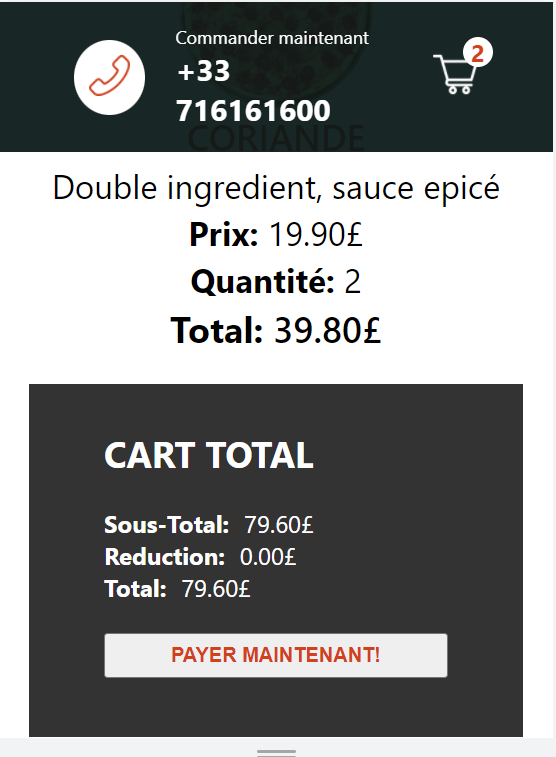 Commander maintenant
+33
716161600
2
CORIANDE
Double ingredient, sauce epicé
Prix: 19.90£
Quantité: 2
Total: 39.80£
CART TOTAL
Sous-Total: 79.60£
Reduction: 0.00£
Total: 79.60£
PAYER MAINTENANT!